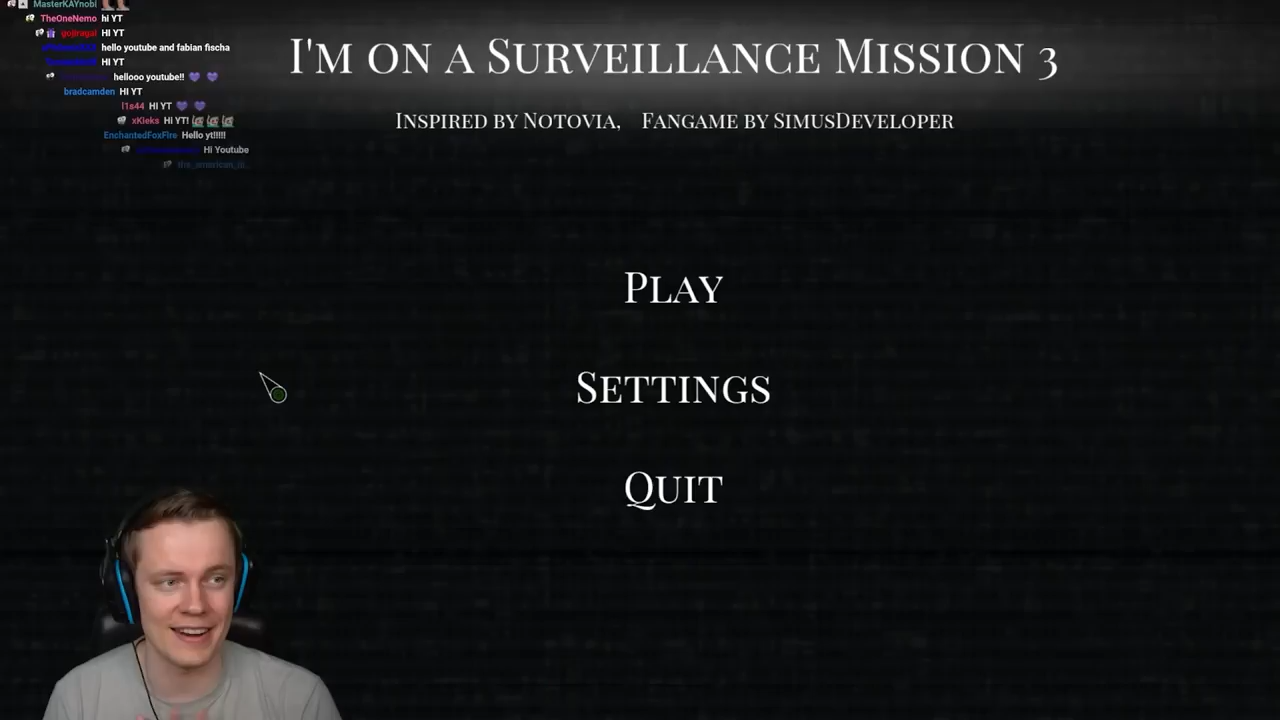 MasterKAYnobi
TheOneNemo hi YT
gojiragal HI YT
hello youtube and fabian fischa
HI YT
hellooo youtube!!
bradcamden HI YT
l1s44 HI YT
xKleks HI YT!
EnchantedFoxFIre Hello yt!!!!!
Hi Youtube
I'm on a Surveillance Mission 3
Inspired by Notovia, Fangame by SimusDeveloper
Play
Settings
Quit